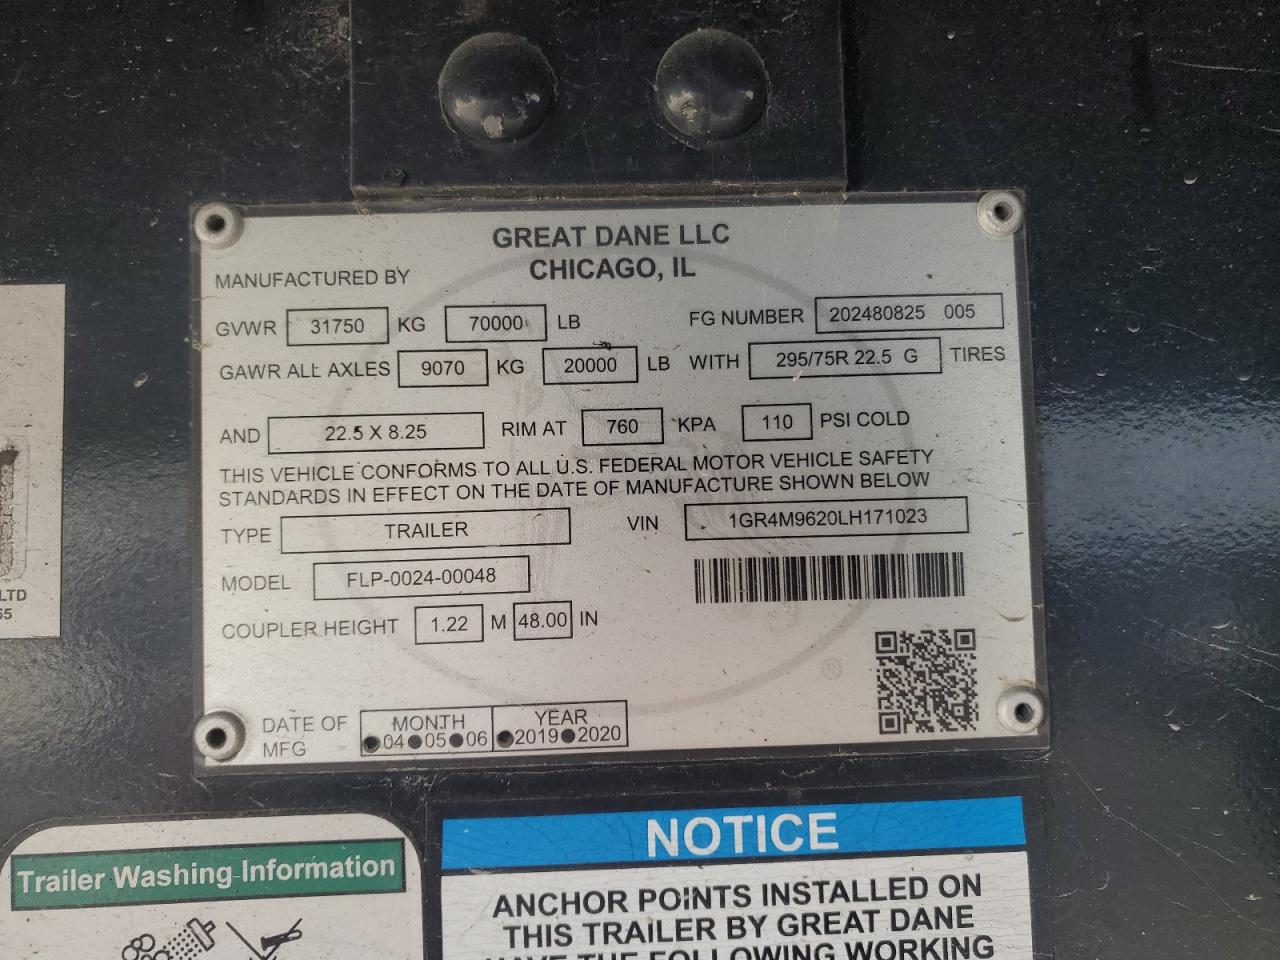 GREAT DANE LLC
CHICAGO, IL
MANUFACTURED BY
GVWR 31750 KG 70000 LB FG NUMBER 202480825 005
GAWR ALL AXLES 9070 KG 20000 LB WITH 295/75R 22.5 G TIRES
AND 22.5 X 8.25 RIM AT 760 KPA 110 PSI COLD
THIS VEHICLE CONFORMS TO ALL U.S. FEDERAL MOTOR VEHICLE SAFETY
STANDARDS IN EFFECT ON THE DATE OF MANUFACTURE SHOWN BELOW
TYPE TRAILER VIN 1GR4M9620LH171023
MODEL FLP-0024-00048
COUPLER HEIGHT 1.22 M 48.00 IN
®
DATE OF MFG
MONTH YEAR
●04●05●06 ●2019●2020
LTD
55
Trailer Washing Information
NOTICE
ANCHOR POINTS INSTALLED ON
THIS TRAILER BY GREAT DANE
HAVE THE FOLLOWING WORKING